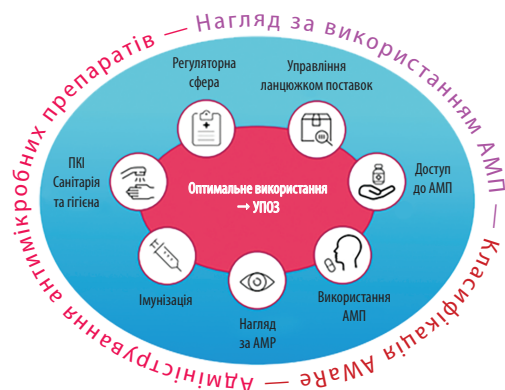 Адміністрування антимікробних препаратів — Нагляд за використанням АМП — Класифікація AWaRe —
Регуляторна
сфера
Управління
ланцюжком поставок
ПКІ
Санітарія
та гігієна
Доступ
до АМП
Оптимальне використання
→ УПОЗ
Імунізація
Використання
АМП
Нагляд
за АМР